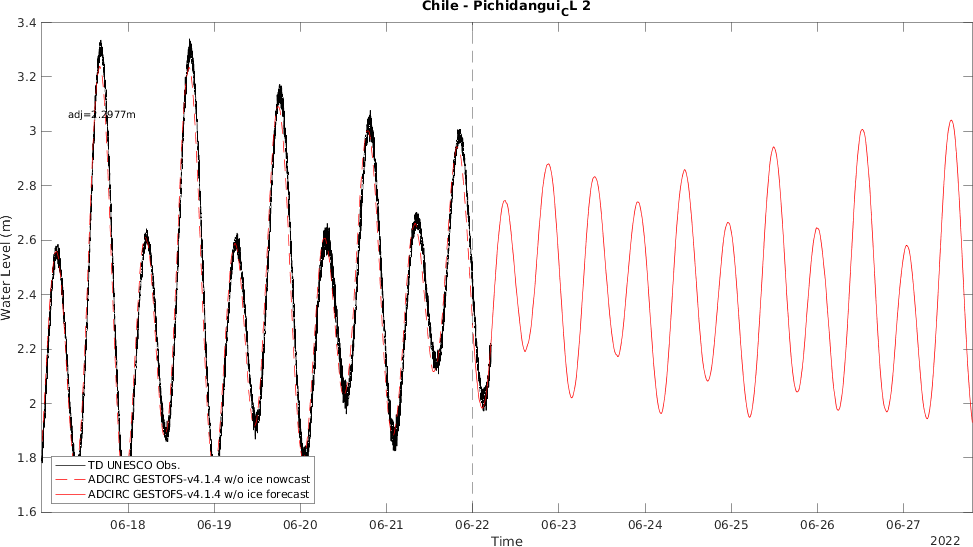 Chile - Pichidangui_CL 2
Water Level (m)
3.4
3.2
3
2.8
2.6
2.4
2.2
2
1.8
1.6
adj=2.2977m
TD UNESCO Obs.
ADCIRC GESTOFS-v4.1.4 w/o ice nowcast
ADCIRC GESTOFS-v4.1.4 w/o ice forecast
06-18 06-19 06-20 06-21 06-22 06-23 06-24 06-25 06-26 06-27
Time
2022